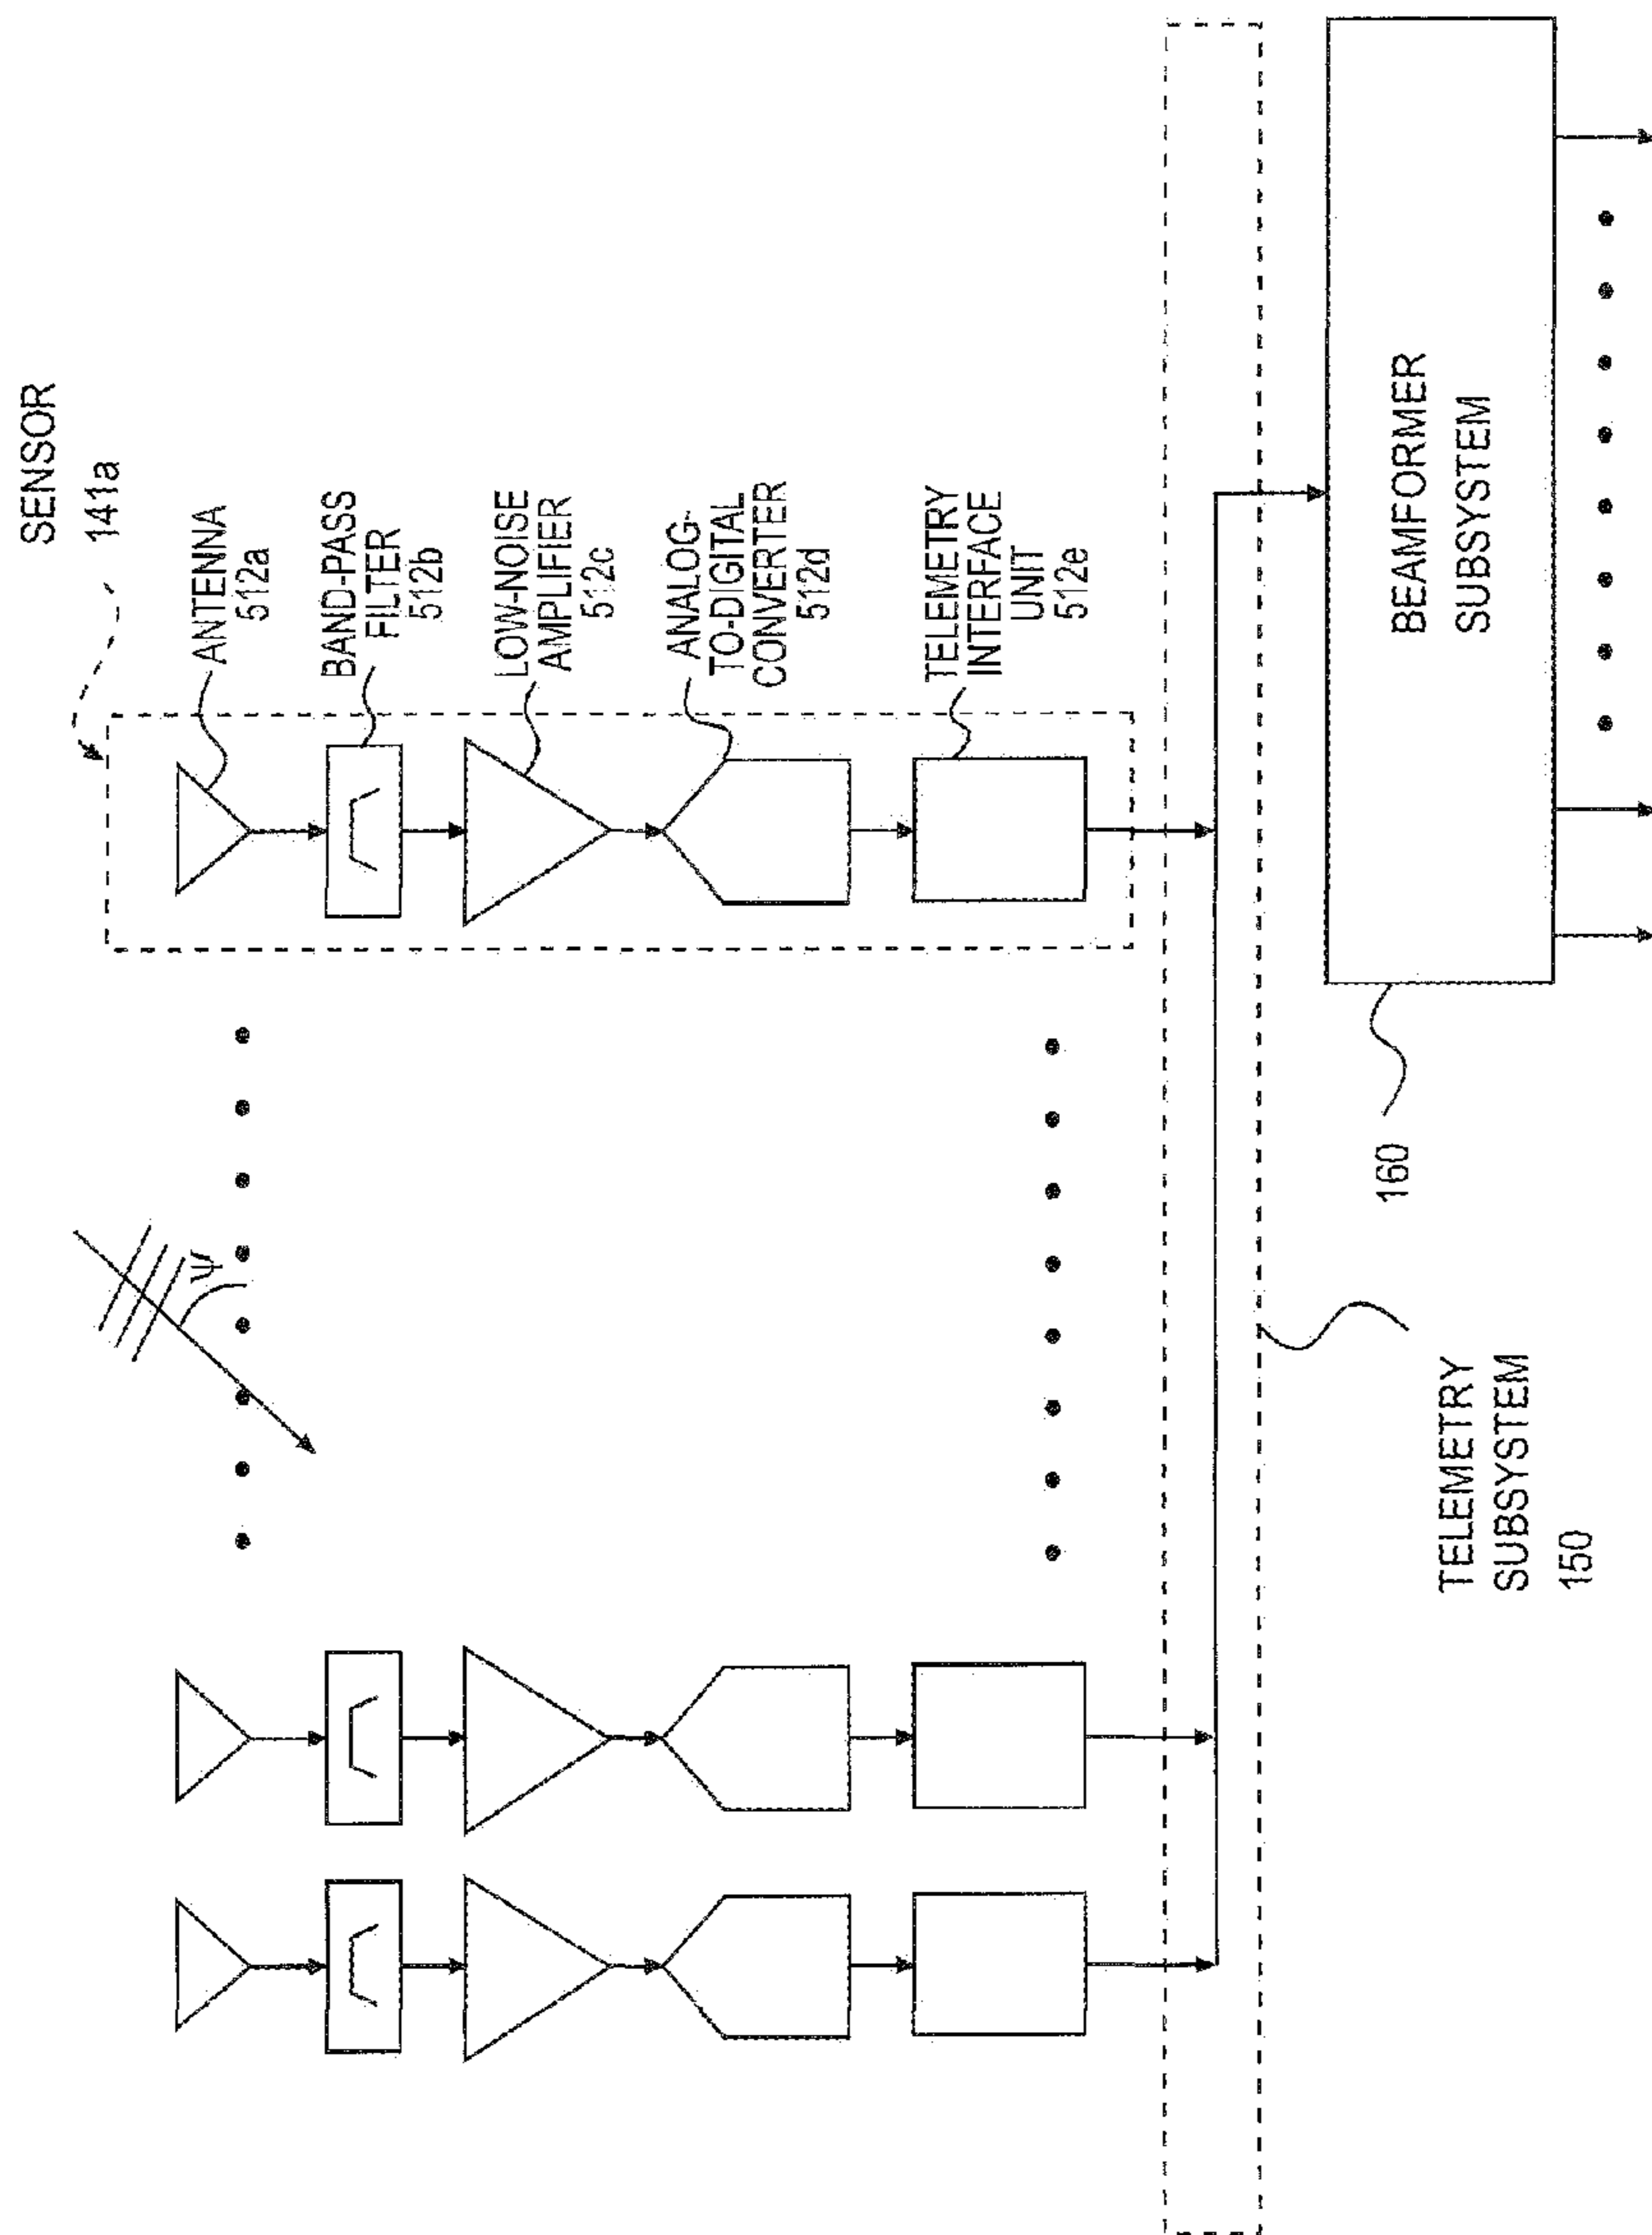 SENSOR
141a
ANTENNA
512a
BAND-PASS
FILTER
512b
LOW-NOISE
AMPLIFIER
512c
ANALOG-
TO-DIGITAL
CONVERTER
512d
TELEMETRY
INTERFACE
UNIT
512e
Ψ
BEAMFORMER
SUBSYSTEM
160
TELEMETRY
SUBSYSTEM
150